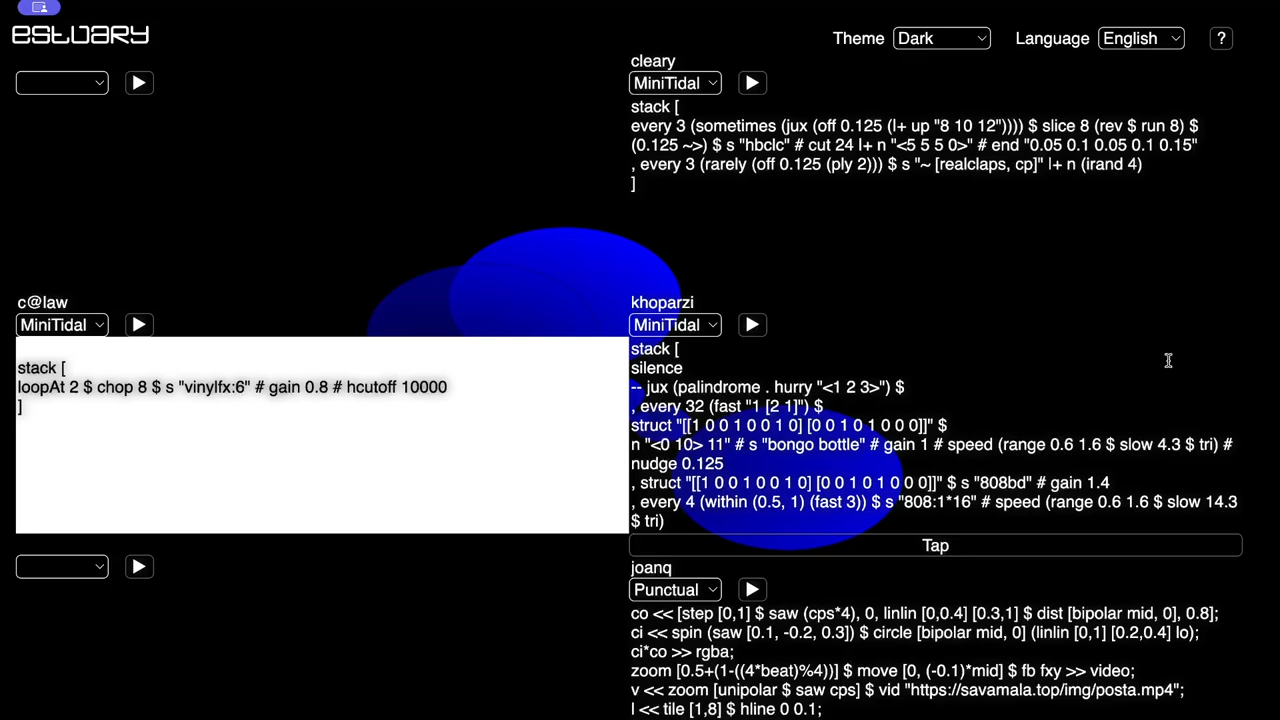 estuary
Theme Dark Language English ?
cleary
MiniTidal
stack [
every 3 (sometimes (jux (off 0.125 (|+ up "8 10 12")))) $ slice 8 (rev $ run 8) $
(0.125 ~>) $ s "hbclc" # cut 24 |+ n "<5 5 5 0>" # end "0.05 0.1 0.05 0.1 0.15"
, every 3 (rarely (off 0.125 (ply 2))) $ s "~ [realclaps, cp]" |+ n (irand 4)
]
c@law
MiniTidal
stack [
loopAt 2 $ chop 8 $ s "vinylfx:6" # gain 0.8 # hcutoff 10000
]
khoparzi
MiniTidal
stack [
silence
-- jux (palindrome . hurry "<1 2 3>") $
, every 32 (fast "1 [2 1]") $
struct "[[1 0 0 1 0 0 1 0] [0 0 1 0 1 0 0 0]]" $
n "<0 10> 11" # s "bongo bottle" # gain 1 # speed (range 0.6 1.6 $ slow 4.3 $ tri) #
nudge 0.125
, struct "[[1 0 0 1 0 0 1 0] [0 0 1 0 1 0 0 0]]" $ s "808bd" # gain 1.4
, every 4 (within (0.5, 1) (fast 3)) $ s "808:1*16" # speed (range 0.6 1.6 $ slow 14.3
$ tri)
Tap
joanq
Punctual
co << [step [0,1] $ saw (cps*4), 0, linlin [0,0.4] [0.3,1] $ dist [bipolar mid, 0], 0.8];
ci << spin (saw [0.1, -0.2, 0.3]) $ circle [bipolar mid, 0] (linlin [0,1] [0.2,0.4] lo);
ci*co >> rgba;
zoom [0.5+(1-((4*beat)%4))] $ move [0, (-0.1)*mid] $ fb fxy >> video;
v << zoom [unipolar $ saw cps] $ vid "https://savamala.top/img/posta.mp4";
l << tile [1,8] $ hline 0 0.1;